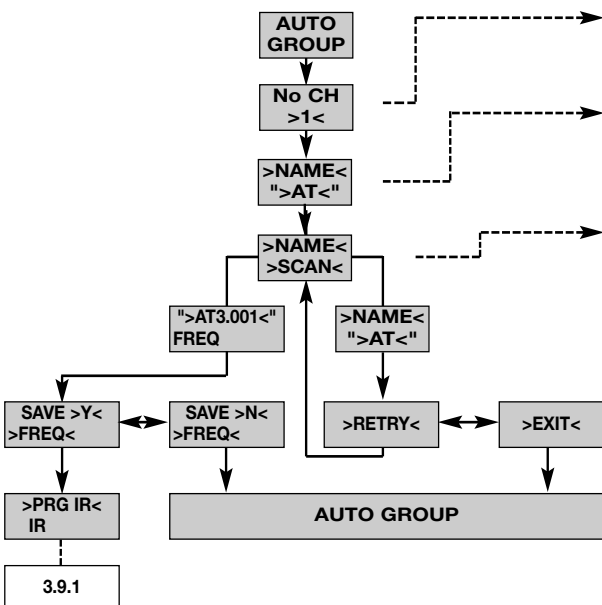 AUTO
GROUP
No CH
>1<
>NAME<
">AT<"
>NAME<
>SCAN<
">AT3.001<"
FREQ
>NAME<
">AT<"
SAVE >Y<
>FREQ<
SAVE >N<
>FREQ<
>RETRY<
>EXIT<
>PRG IR<
IR
AUTO GROUP
3.9.1